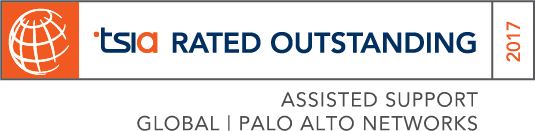 tsia RATED OUTSTANDING
2017
ASSISTED SUPPORT
GLOBAL | PALO ALTO NETWORKS